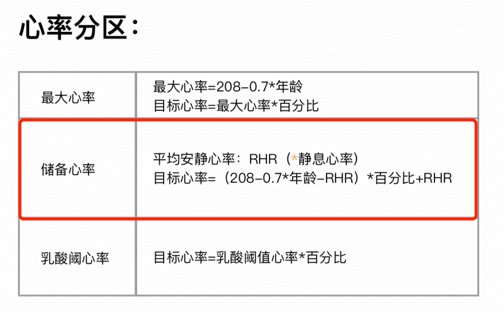 心率分区：
最大心率
最大心率=208-0.7*年龄
目标心率=最大心率*百分比
储备心率
平均安静心率：RHR（*静息心率）
目标心率=（208-0.7*年龄-RHR）*百分比+RHR
乳酸阈心率
目标心率=乳酸阈值心率*百分比